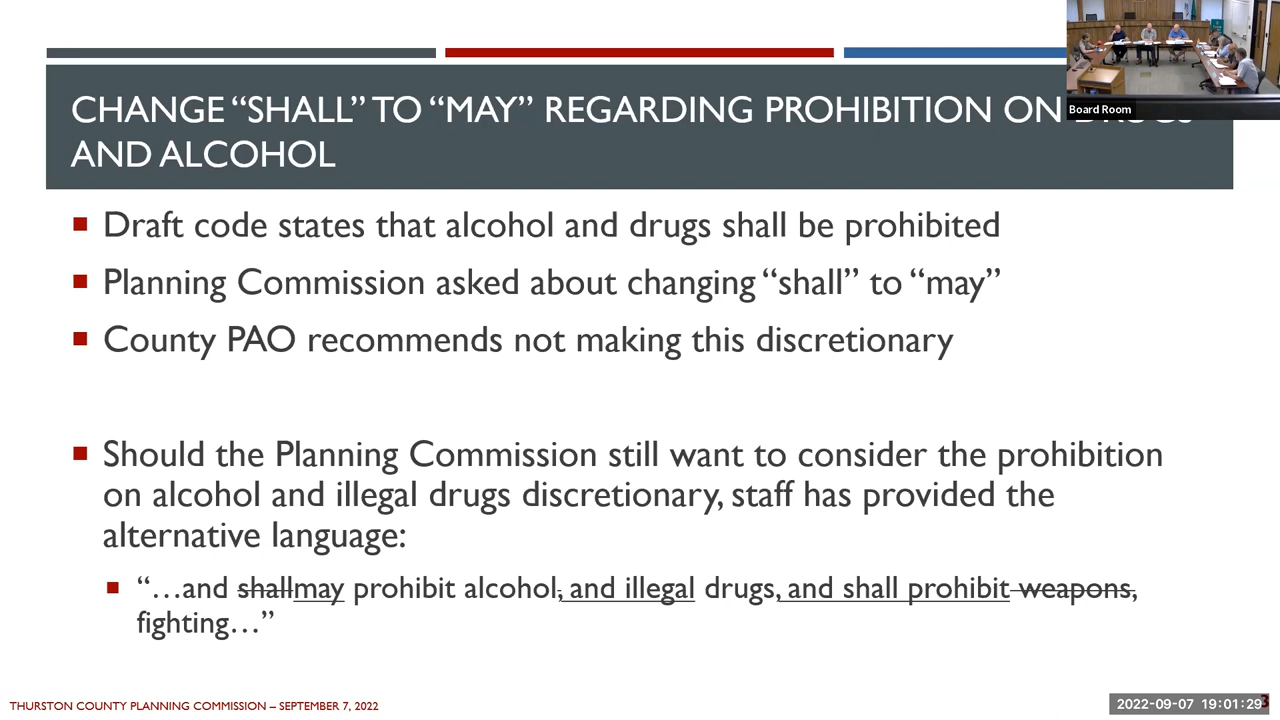 CHANGE “SHALL” TO “MAY” REGARDING PROHIBITION ON
AND ALCOHOL
Board Room
Draft code states that alcohol and drugs shall be prohibited
Planning Commission asked about changing “shall” to “may”
County PAO recommends not making this discretionary
Should the Planning Commission still want to consider the prohibition
on alcohol and illegal drugs discretionary, staff has provided the
alternative language:
“…and shallmay prohibit alcohol, and illegal drugs, and shall prohibit weapons,
fighting…”
THURSTON COUNTY PLANNING COMMISSION – SEPTEMBER 7, 2022
2022-09-07 19:01:29
3